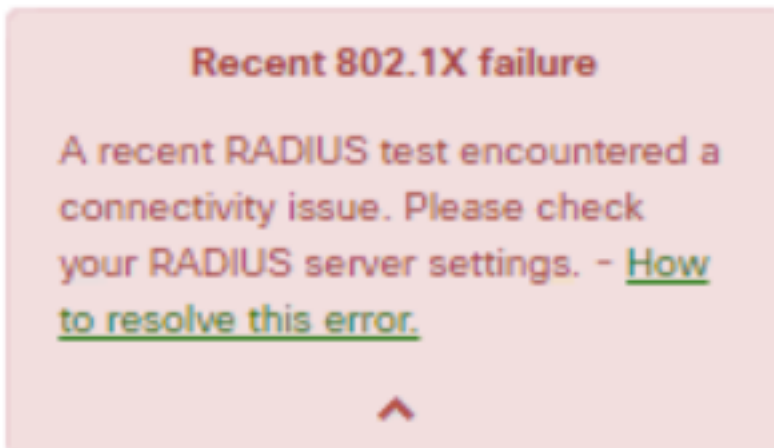 Recent 802.1X failure
A recent RADIUS test encountered a
connectivity issue. Please check
your RADIUS server settings. - How
to resolve this error.